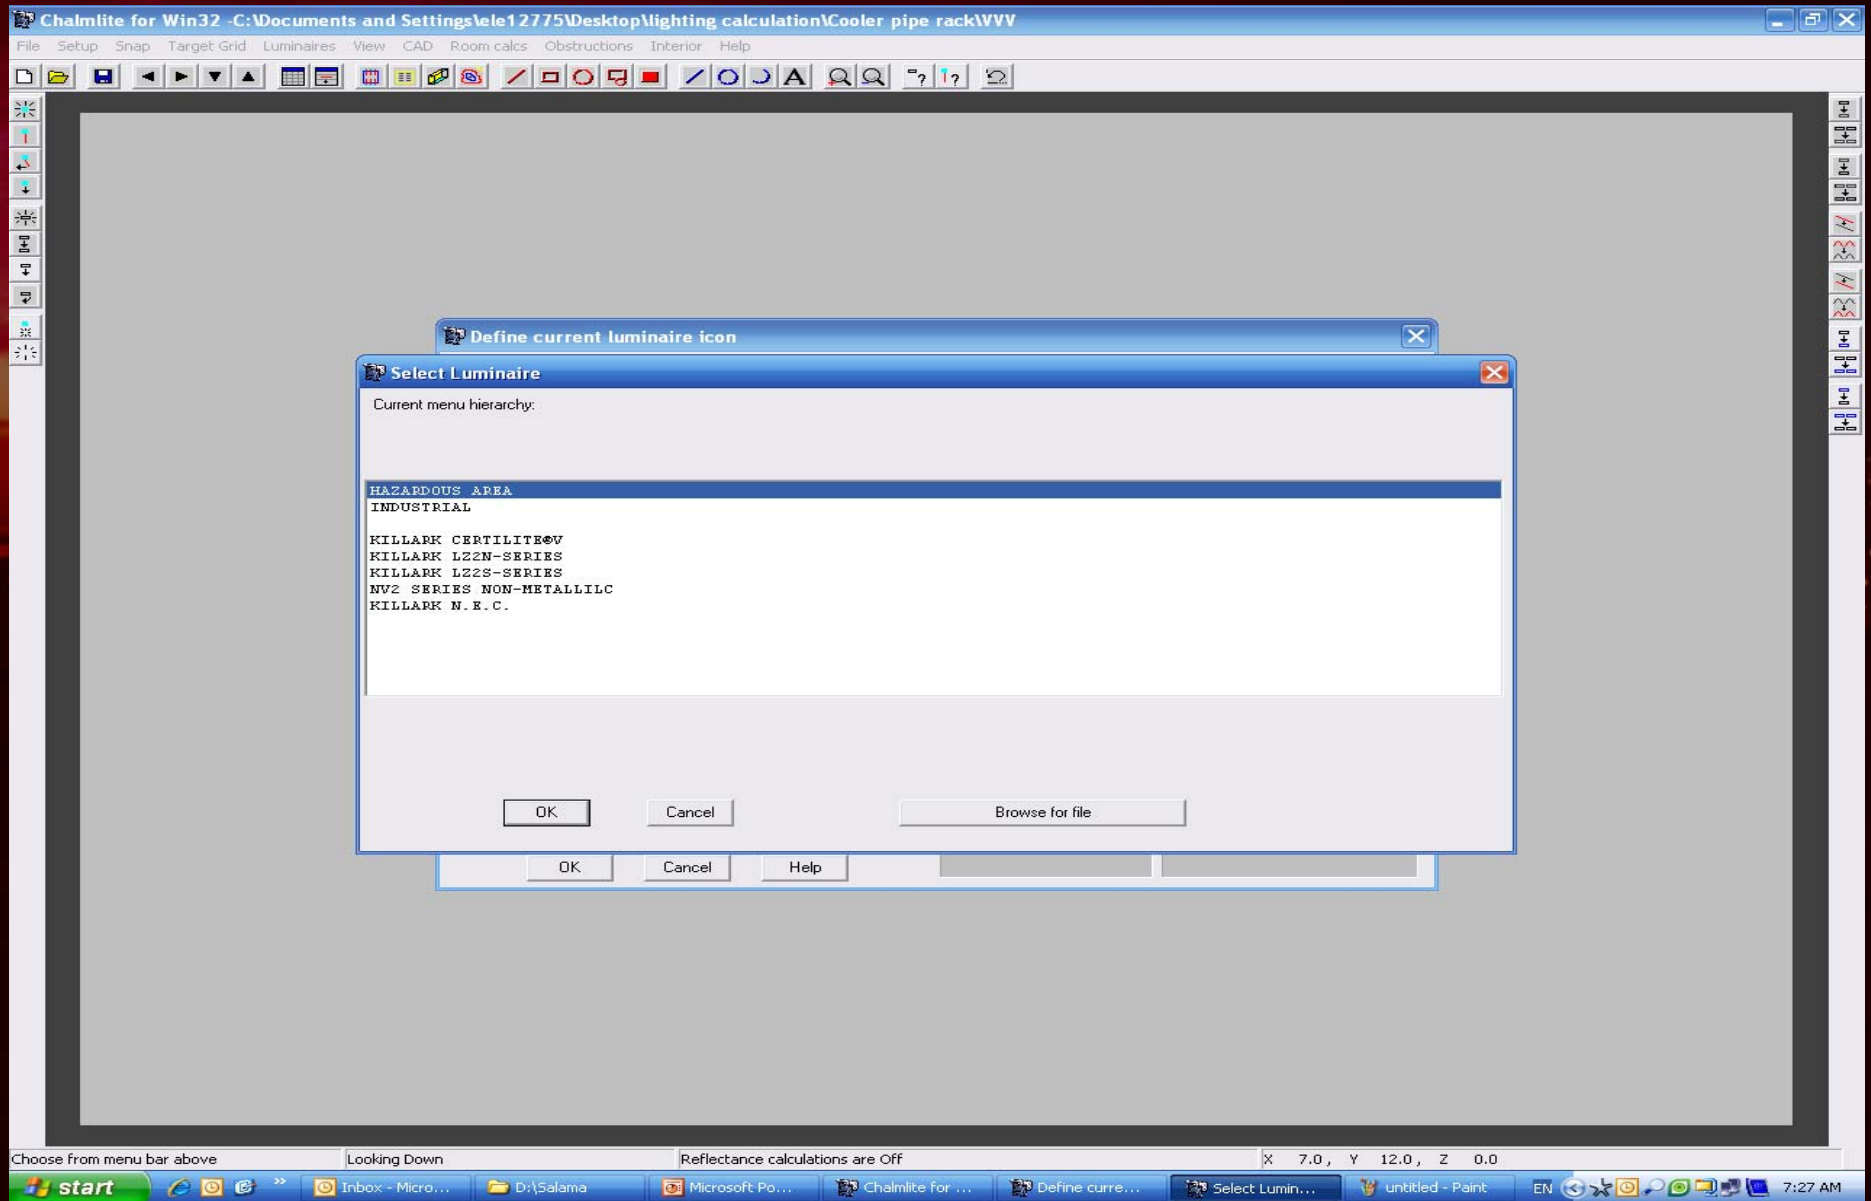 Chalmlite for Win32 -C:\Documents and Settings\ele12775\Desktop\lighting calculation\Cooler pipe rack\VVV
File Setup Snap Target Grid Luminaires View CAD Room calcs Obstructions Interior Help
Define current luminaire icon
Select Luminaire
Current menu hierarchy:
HAZARDOUS AREA
INDUSTRIAL
KILLARK CERTILITE®V
KILLARK LZ2N-SERIES
KILLARK LZ2S-SERIES
NV2 SERIES NON-METALLILC
KILLARK N.E.C.
OK Cancel Browse for file
OK Cancel Help
Choose from menu bar above Looking Down Reflectance calculations are Off X 7.0 , Y 12.0 , Z 0.0
start Inbox - Micro... D:\Salama Microsoft Po... Chalmlite for ... Define curre... Select Lumin... untitled - Paint EN 7:27 AM